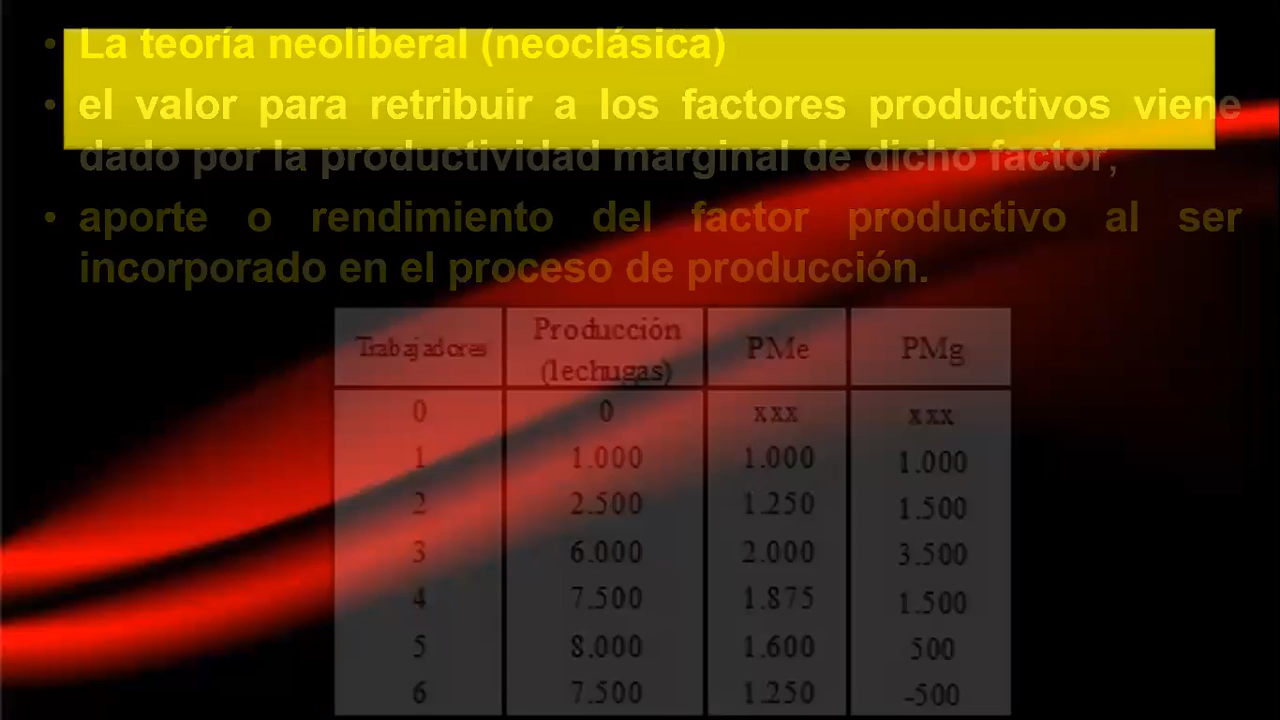 • La teoría neoliberal (neoclásica)
• el valor para retribuir a los factores productivos viene
dado por la productividad marginal de dicho factor,
• aporte o rendimiento del factor productivo al ser
incorporado en el proceso de producción.
Trabajadores Producción (lechugas) PMe PMg
0 0 xxx xxx
1 1.000 1.000 1.000
2 2.500 1.250 1.500
3 6.000 2.000 3.500
4 7.500 1.875 1.500
5 8.000 1.600 500
6 7.500 1.250 -500